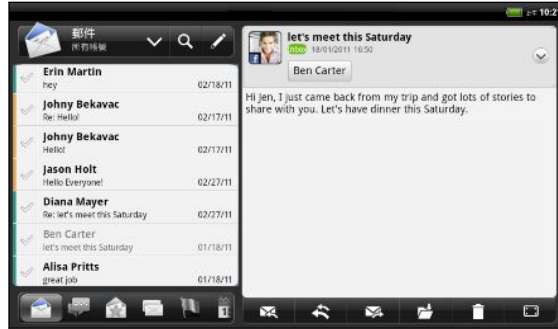 上午 10:2
郵件
所有帳號
Erin Martin
hey
02/18/11
Johny Bekavac
Re: Hello!
02/17/11
Johny Bekavac
Hello!
02/17/11
Jason Holt
Hello Everyone!
02/27/11
Diana Mayer
Re: let's meet this Saturday
02/27/11
Ben Carter
let's meet this Saturday
01/18/11
Alisa Pritts
great job
01/18/11
let's meet this Saturday
Inbox 18/01/2011 16:50
Ben Carter
Hi Jen, I just came back from my trip and got lots of stories to
share with you. Let's have dinner this Saturday.